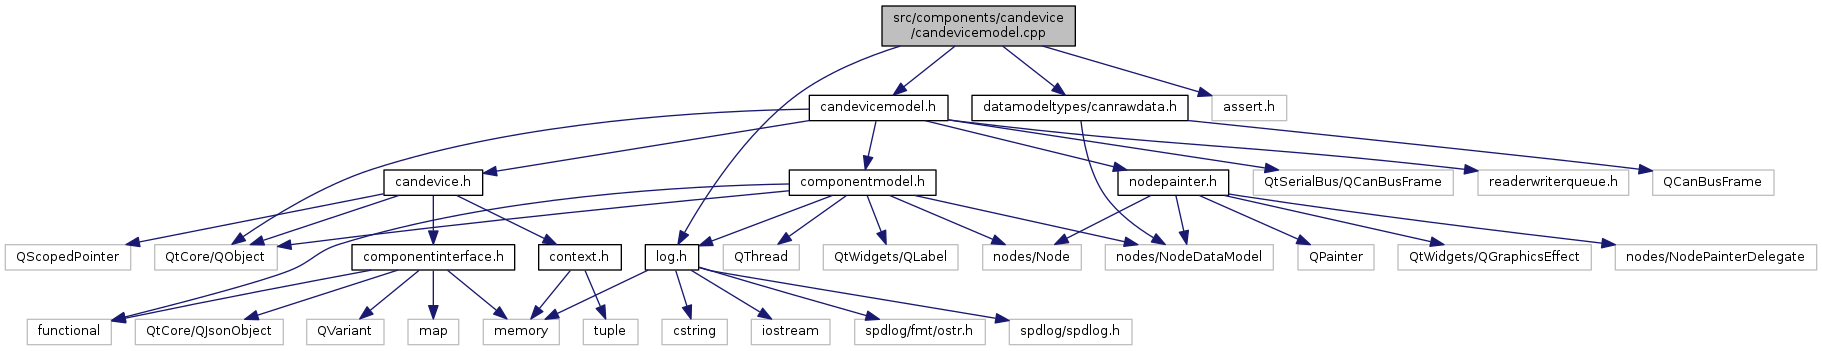 src/components/candevice
/candevicemodel.cpp
candevicemodel.h
datamodeltypes/canrawdata.h
assert.h
candevice.h
componentmodel.h
nodepainter.h
QtSerialBus/QCanBusFrame
readerwriterqueue.h
QCanBusFrame
QScopedPointer
QtCore/QObject
componentinterface.h
context.h
log.h
QThread
QtWidgets/QLabel
nodes/Node
nodes/NodeDataModel
QPainter
QtWidgets/QGraphicsEffect
nodes/NodePainterDelegate
functional
QtCore/QJsonObject
QVariant
map
memory
tuple
cstring
iostream
spdlog/fmt/ostr.h
spdlog/spdlog.h